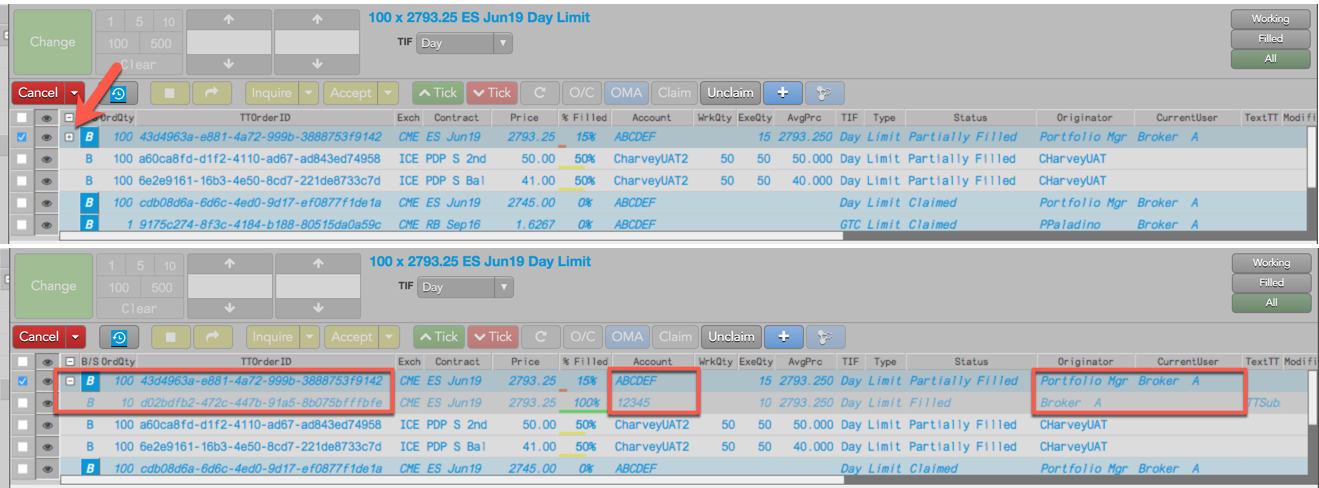 100 x 2793.25 ES Jun19 Day Limit
Working
1 5 10
Change
TIF Day
Filled
100 500
Clear
All
Cancel Inquire Accept Tick Tick C O/C OMA Claim Unclaim +
OrdQty TTOrderID Exch Contract Price % Filled Account WrkQty ExeQty AvgPrc TIF Type Status Originator CurrentUser TextTT Modifi
B 100 43d4963a-e881-4a72-999b-3888753f9142 CME ES Jun19 2793.25 15% ABCDEF 15 2793.250 Day Limit Partially Filled Portfolio Mgr Broker A
B 100 a60ca8fd-d1f2-4110-ad67-ad843ed74958 ICE PDP S 2nd 50.00 50% CharveyUAT2 50 50 50.000 Day Limit Partially Filled CHarveyUAT
B 100 6e2e9161-16b3-4e50-8cd7-221de8733c7d ICE PDP S Bal 41.00 50% CharveyUAT2 50 50 40.000 Day Limit Partially Filled CHarveyUAT
B 100 cdb08d6a-6d6c-4ed0-9d17-ef0877f1de1a CME ES Jun19 2745.00 0% ABCDEF Day Limit Claimed Portfolio Mgr Broker A
B 1 9175c274-8f3c-4184-b188-80515da0a59c CME RB Sep16 1.6267 0% ABCDEF GTC Limit Claimed PPaladino Broker A
100 x 2793.25 ES Jun19 Day Limit
Working
1 5 10
Change
TIF Day
Filled
100 500
Clear
All
Cancel Inquire Accept Tick Tick C O/C OMA Claim Unclaim +
B/S OrdQty TTOrderID Exch Contract Price % Filled Account WrkQty ExeQty AvgPrc TIF Type Status Originator CurrentUser TextTT Modifi
B 100 43d4963a-e881-4a72-999b-3888753f9142 CME ES Jun19 2793.25 15% ABCDEF 15 2793.250 Day Limit Partially Filled Portfolio Mgr Broker A
B 10 d02bdfb2-472c-447b-91a5-8b075bfffbfe CME ES Jun19 2793.25 100% 12345 10 2793.250 Day Limit Filled Broker A TTSub
B 100 a60ca8fd-d1f2-4110-ad67-ad843ed74958 ICE PDP S 2nd 50.00 50% CharveyUAT2 50 50 50.000 Day Limit Partially Filled CHarveyUAT
B 100 6e2e9161-16b3-4e50-8cd7-221de8733c7d ICE PDP S Bal 41.00 50% CharveyUAT2 50 50 40.000 Day Limit Partially Filled CHarveyUAT
B 100 cdb08d6a-6d6c-4ed0-9d17-ef0877f1de1a CME ES Jun19 2745.00 0% ABCDEF Day Limit Claimed Portfolio Mgr Broker A